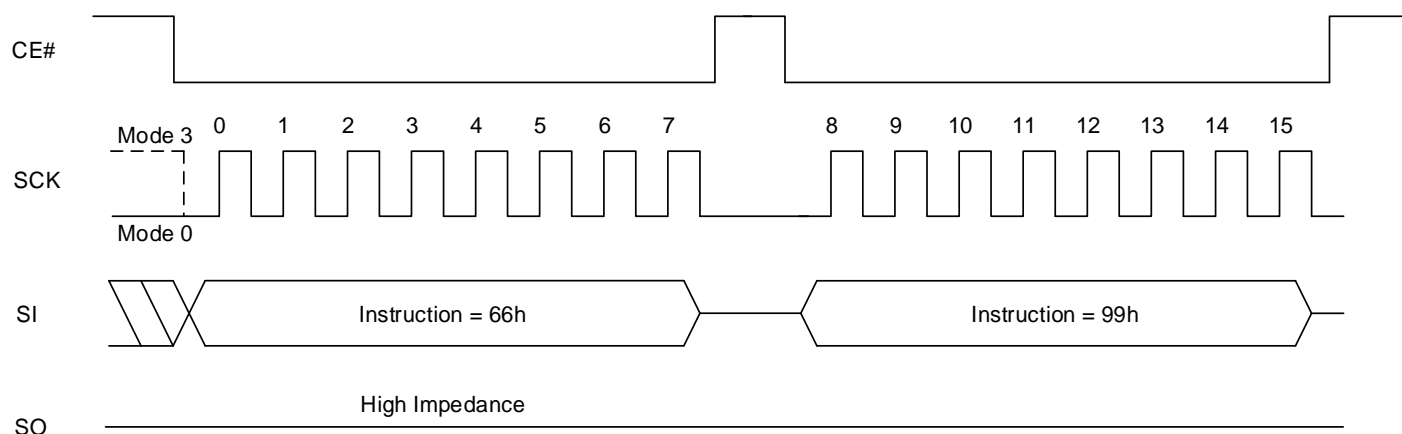 CE#
0 1 2 3 4 5 6 7 8 9 10 11 12 13 14 15
Mode 3
SCK
Mode 0
SI
Instruction = 66h
Instruction = 99h
High Impedance
SO